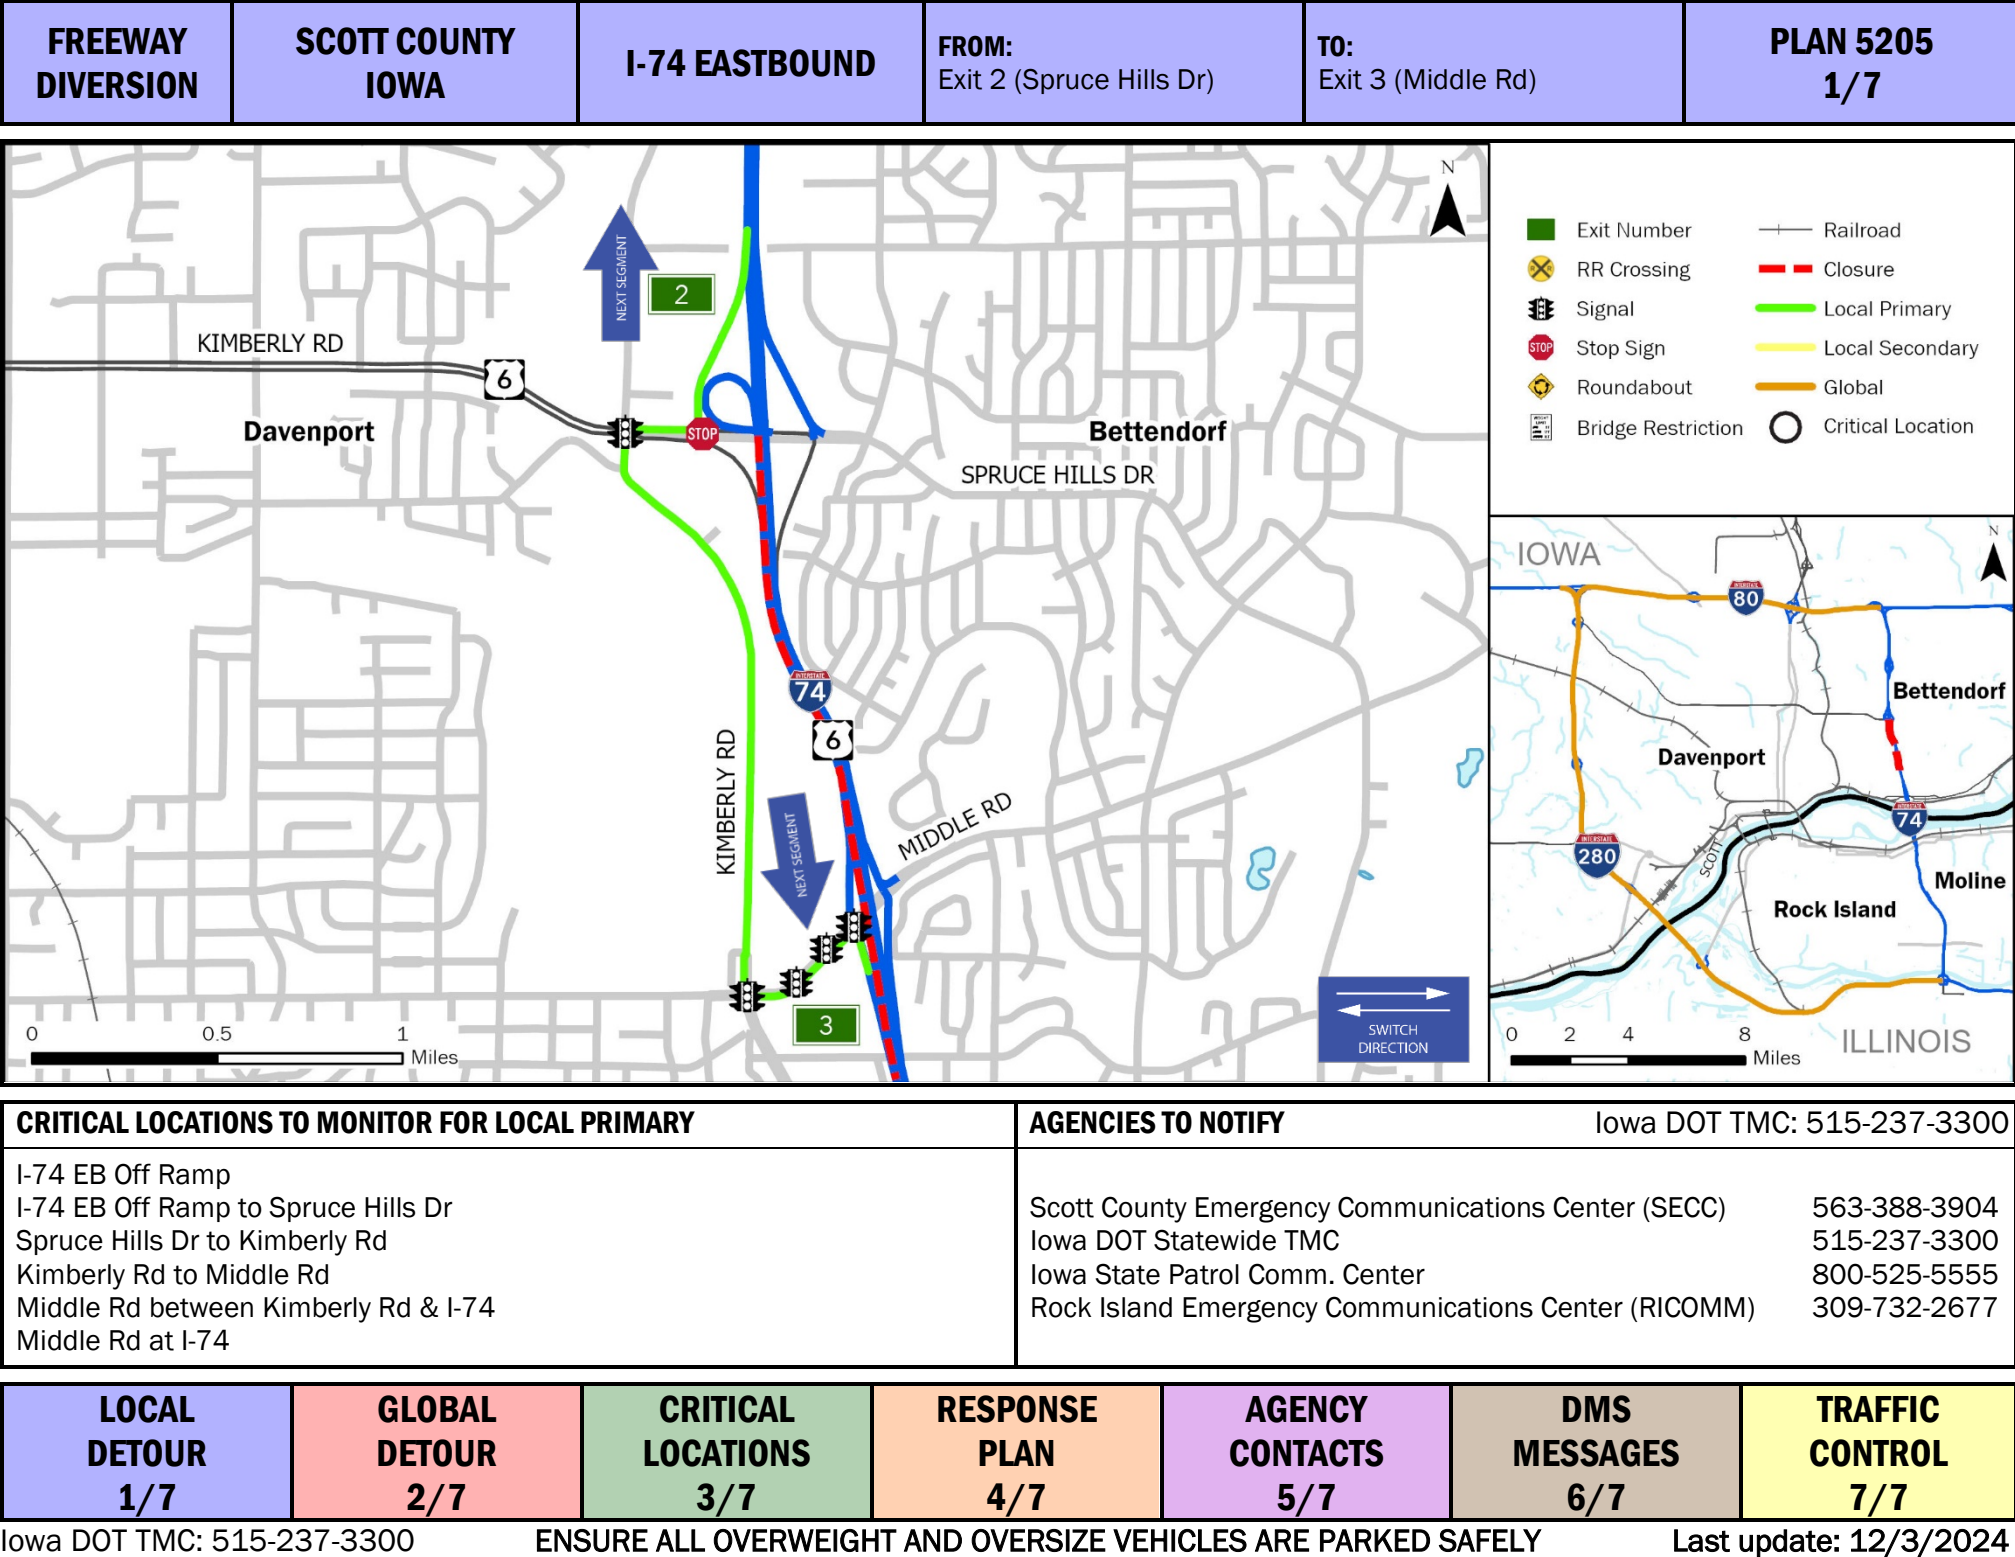 FREEWAY
DIVERSION
SCOTT COUNTY
IOWA
I-74 EASTBOUND
FROM:
Exit 2 (Spruce Hills Dr)
TO:
Exit 3 (Middle Rd)
PLAN 5205
1/7
N
NEXT SEGMENT
2
KIMBERLY RD
6
Davenport
STOP
Bettendorf
SPRUCE HILLS DR
INTERSTATE
74
6
KIMBERLY RD
NEXT SEGMENT
MIDDLE RD
3
0 0.5 1
Miles
SWITCH
DIRECTION
Exit Number
RR Crossing
Signal
STOP
Stop Sign
Roundabout
Bridge Restriction
Railroad
Closure
Local Primary
Local Secondary
Global
Critical Location
IOWA
N
INTERSTATE
80
Bettendorf
Davenport
INTERSTATE
74
INTERSTATE
280
SCOTT
Moline
Rock Island
ILLINOIS
0 2 4 8
Miles
CRITICAL LOCATIONS TO MONITOR FOR LOCAL PRIMARY
I-74 EB Off Ramp
I-74 EB Off Ramp to Spruce Hills Dr
Spruce Hills Dr to Kimberly Rd
Kimberly Rd to Middle Rd
Middle Rd between Kimberly Rd & I-74
Middle Rd at I-74
AGENCIES TO NOTIFY Iowa DOT TMC: 515-237-3300
Scott County Emergency Communications Center (SECC) 563-388-3904
Iowa DOT Statewide TMC 515-237-3300
Iowa State Patrol Comm. Center 800-525-5555
Rock Island Emergency Communications Center (RICOMM) 309-732-2677
LOCAL
DETOUR
1/7
GLOBAL
DETOUR
2/7
CRITICAL
LOCATIONS
3/7
RESPONSE
PLAN
4/7
AGENCY
CONTACTS
5/7
DMS
MESSAGES
6/7
TRAFFIC
CONTROL
7/7
Iowa DOT TMC: 515-237-3300 ENSURE ALL OVERWEIGHT AND OVERSIZE VEHICLES ARE PARKED SAFELY Last update: 12/3/2024